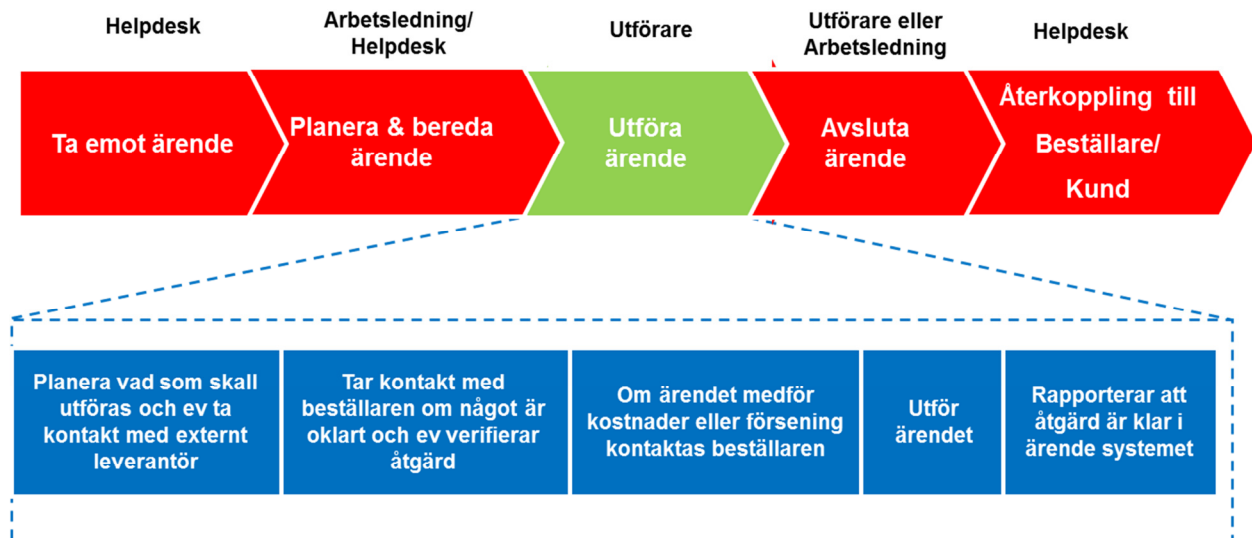 Helpdesk
Arbetsledning/
Helpdesk
Utförare
Utförare eller
Arbetsledning
Helpdesk
Ta emot ärende
Planera & bereda
ärende
Utföra
ärende
Avsluta
ärende
Återkoppling till
Beställare/
Kund
Planera vad som skall
utföras och ev ta
kontakt med externt
leverantör
Tar kontakt med
beställaren om något är
oklart och ev verifierar
åtgärd
Om ärendet medför
kostnader eller försening
kontaktas beställaren
Utför
ärendet
Rapporterar att
åtgärd är klar i
ärende systemet